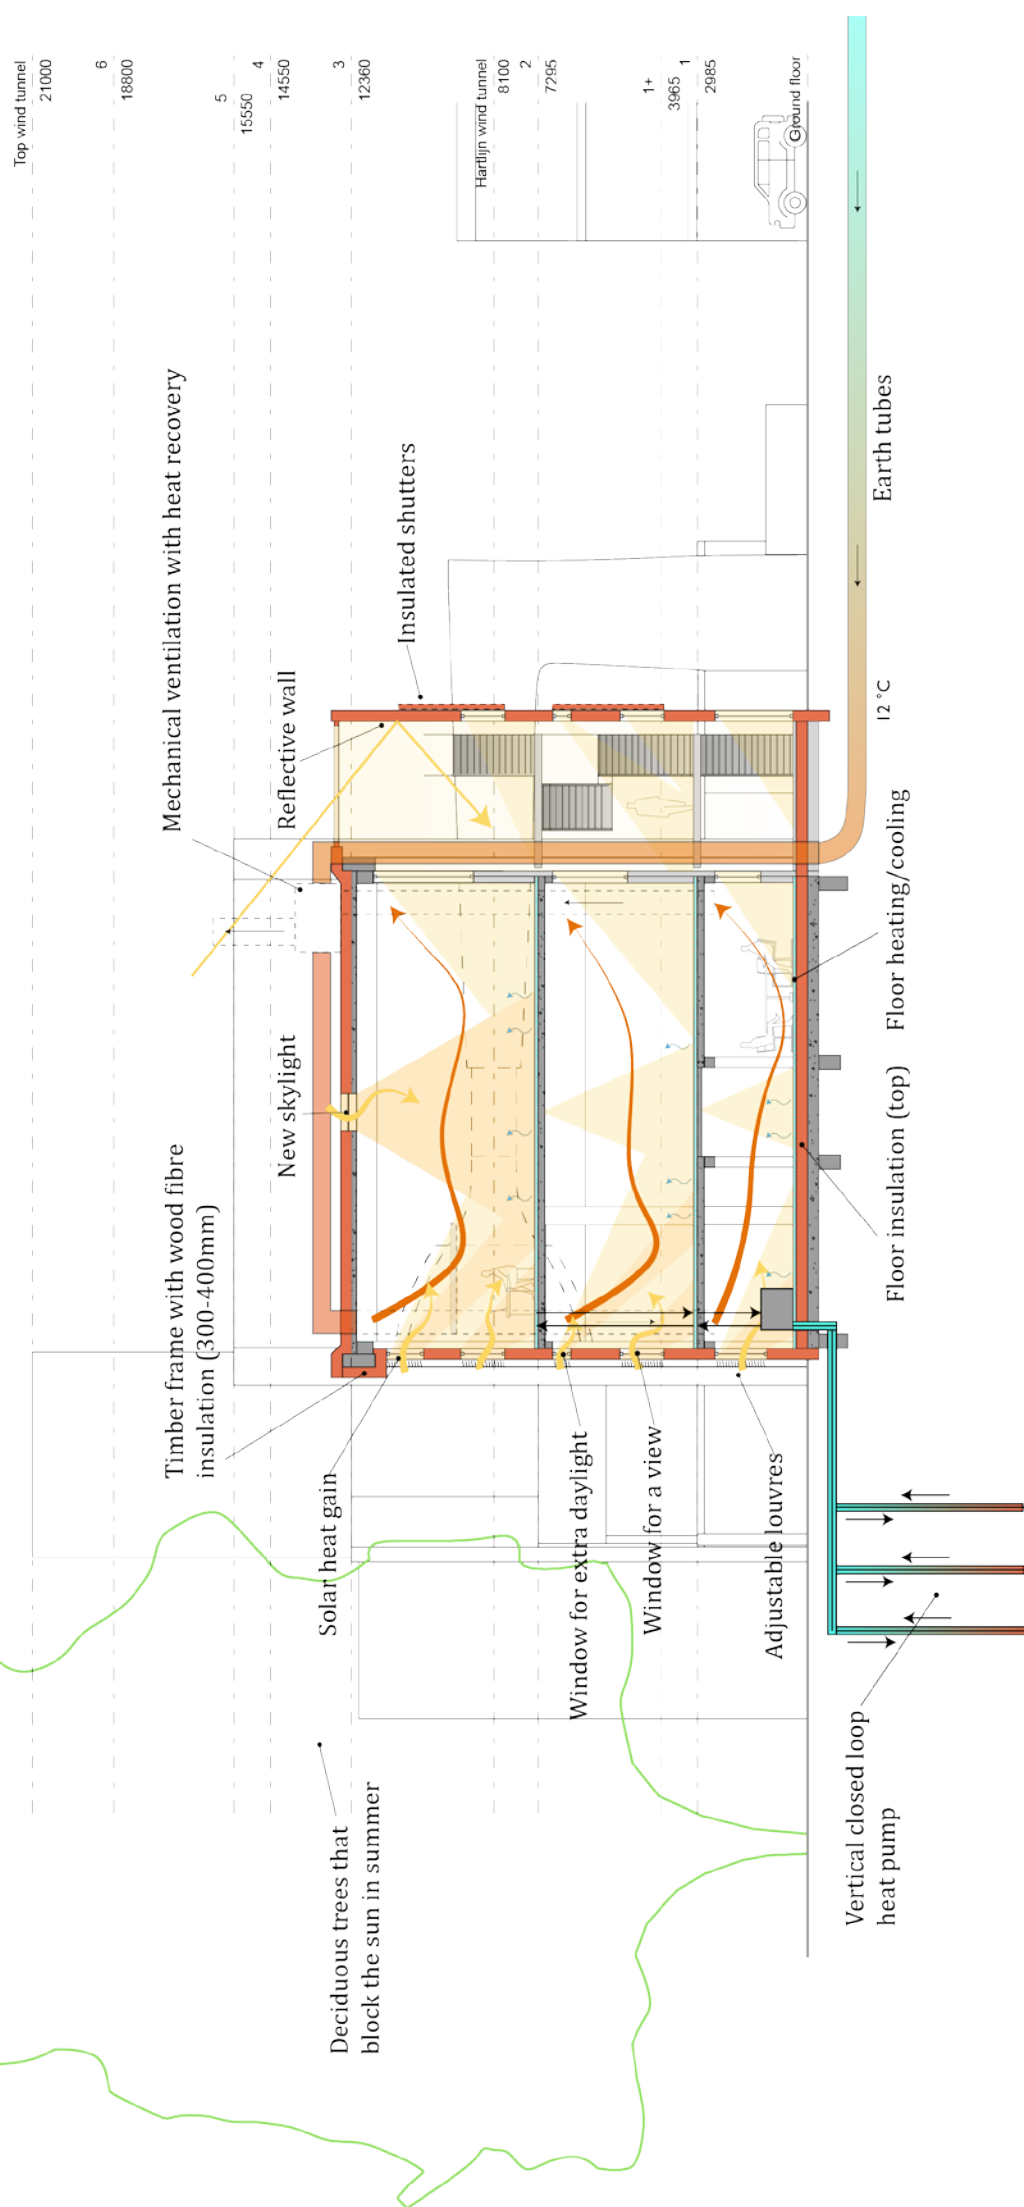 Top wind tunnel
21000
6
18800
5
15550
4
14550
3
12360
Hartlijn wind tunnel
8100
2
7295
1+
3965
1
2985
Ground floor
Mechanical ventilation with heat recovery
Reflective wall
Insulated shutters
Earth tubes
12 °C
New skylight
Floor heating/cooling
Floor insulation (top)
Timber frame with wood fibre
insulation (300-400mm)
Solar heat gain
Window for extra daylight
Window for a view
Adjustable louvres
Deciduous trees that
block the sun in summer
Vertical closed loop
heat pump